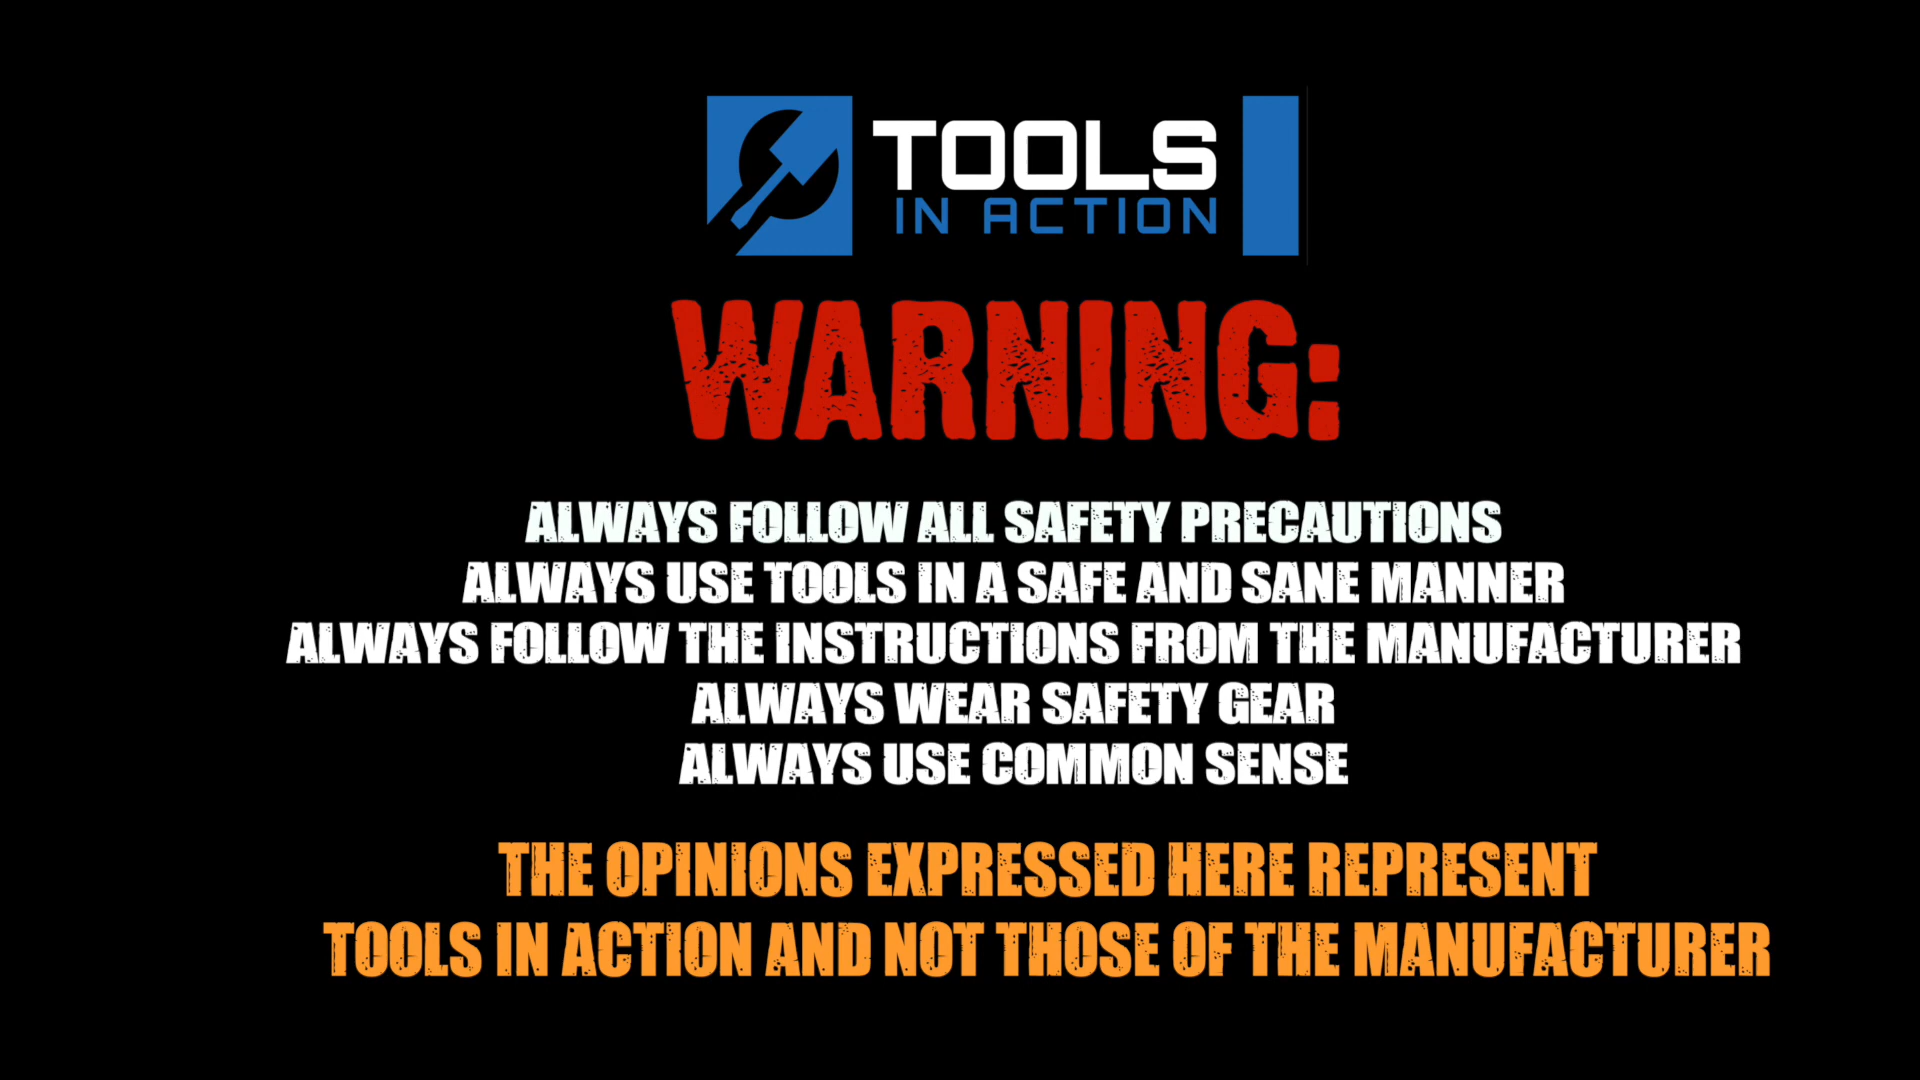 TOOLS
IN ACTION
WARNING:
ALWAYS FOLLOW ALL SAFETY PRECAUTIONS
ALWAYS USE TOOLS IN A SAFE AND SANE MANNER
ALWAYS FOLLOW THE INSTRUCTIONS FROM THE MANUFACTURER
ALWAYS WEAR SAFETY GEAR
ALWAYS USE COMMON SENSE
THE OPINIONS EXPRESSED HERE REPRESENT
TOOLS IN ACTION AND NOT THOSE OF THE MANUFACTURER